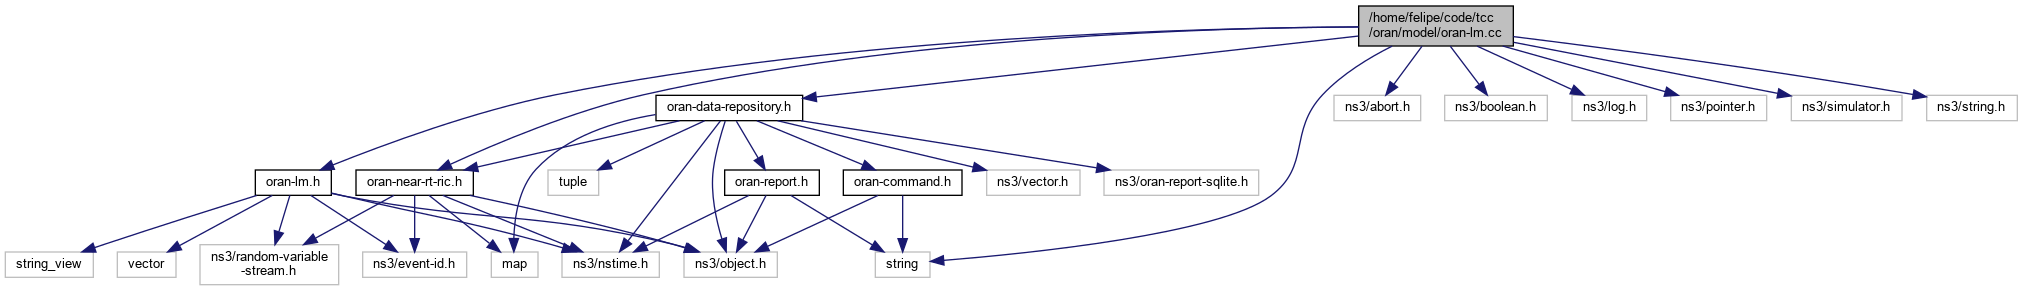 /home/felipe/code/tcc
/oran/model/oran-lm.cc
oran-data-repository.h
ns3/abort.h
ns3/boolean.h
ns3/log.h
ns3/pointer.h
ns3/simulator.h
ns3/string.h
oran-lm.h
oran-near-rt-ric.h
tuple
oran-report.h
oran-command.h
ns3/vector.h
ns3/oran-report-sqlite.h
string_view
vector
ns3/random-variable
-stream.h
ns3/event-id.h
map
ns3/nstime.h
ns3/object.h
string